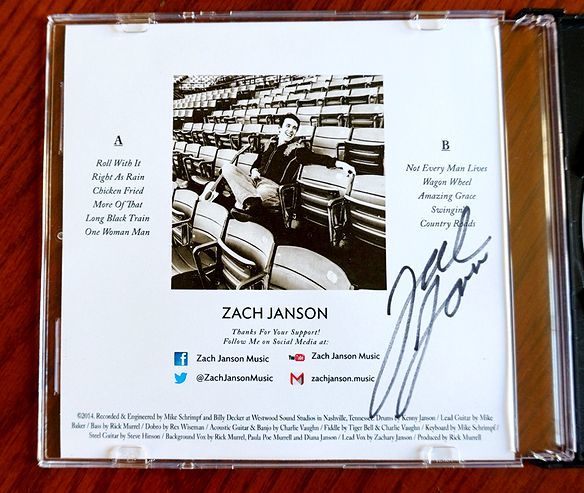 A
Roll With It
Right As Rain
Chicken Fried
More Of That
Long Black Train
One Woman Man
B
Not Every Man Lives
Wagon Wheel
Amazing Grace
Swinging
Country Roads
Zach Janson
ZACH JANSON
Thanks For Your Support!
Follow Me on Social Media at:
Zach Janson Music
YouTube Zach Janson Music
@ZachJansonMusic
zachjanson.music
©2014. Recorded & Engineered by Mike Schrimpf and Billy Decker at Westwood Sound Studios in Nashville, Tennessee. Drums by Kenny Janson / Lead Guitar by Mike
Baker / Bass by Rick Murrel / Dobro by Rex Wiseman / Acoustic Guitar & Banjo by Charlie Vaughn / Fiddle by Tiger Bell & Charlie Vaughn / Keyboard by Mike Schrimpf /
Steel Guitar by Steve Hinson / Background Vox by Rick Murrel, Paula Poe Murrell and Diana Janson / Lead Vox by Zachary Janson / Produced by Rick Murrell